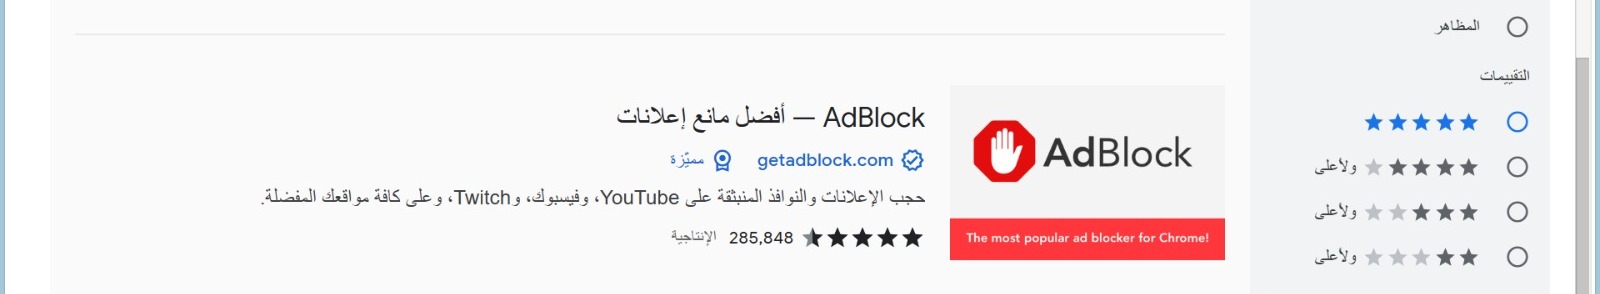 المظاهر
التقييمات
ولأعلى
ولأعلى
ولأعلى
AdBlock
The most popular ad blocker for Chrome!
AdBlock — أفضل مانع إعلانات
getadblock.com مميّزة
حجب الإعلانات والنوافذ المنبثقة على YouTube، وفيسبوك، وTwitch، وعلى كافة مواقعك المفضلة.
285,848 الإنتاجية